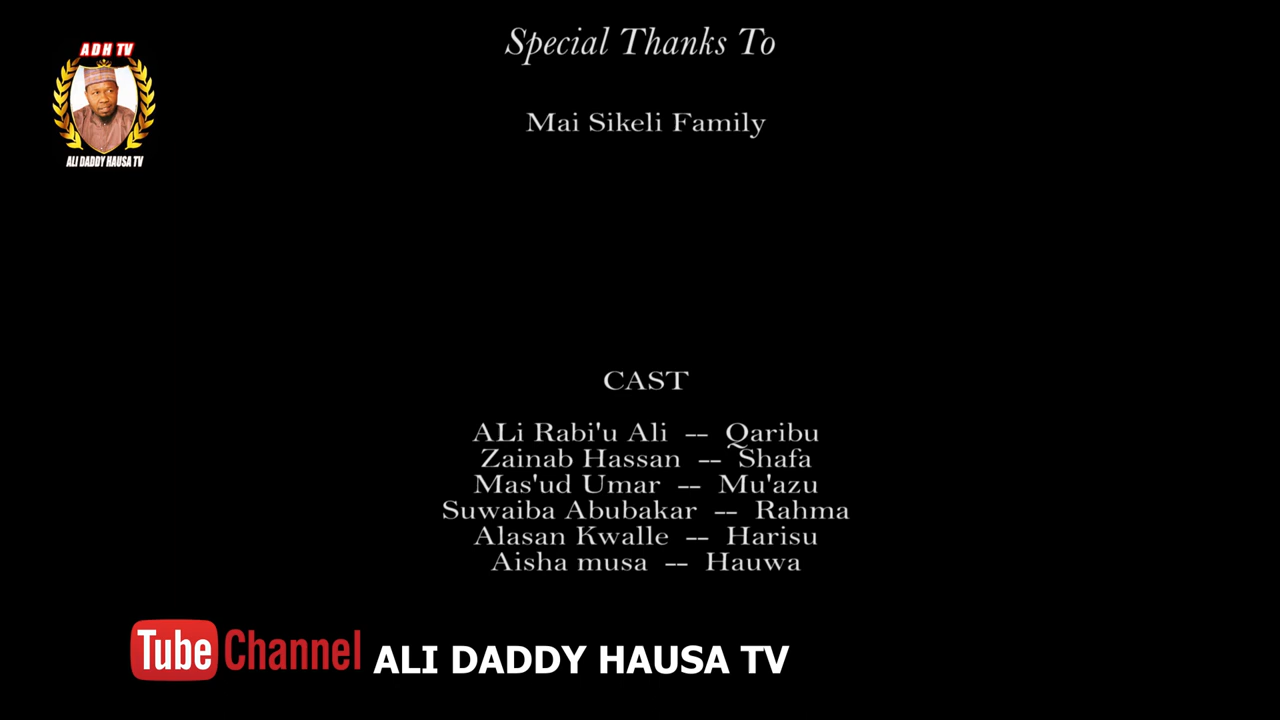 Special Thanks To
ADH TV
ALI DADDY HAUSA TV
Mai Sikeli Family
CAST
ALi Rabi'u Ali -- Qaribu
Zainab Hassan -- Shafa
Mas'ud Umar -- Mu'azu
Suwaiba Abubakar -- Rahma
Alasan Kwalle -- Harisu
Aisha musa -- Hauwa
Tube Channel ALI DADDY HAUSA TV